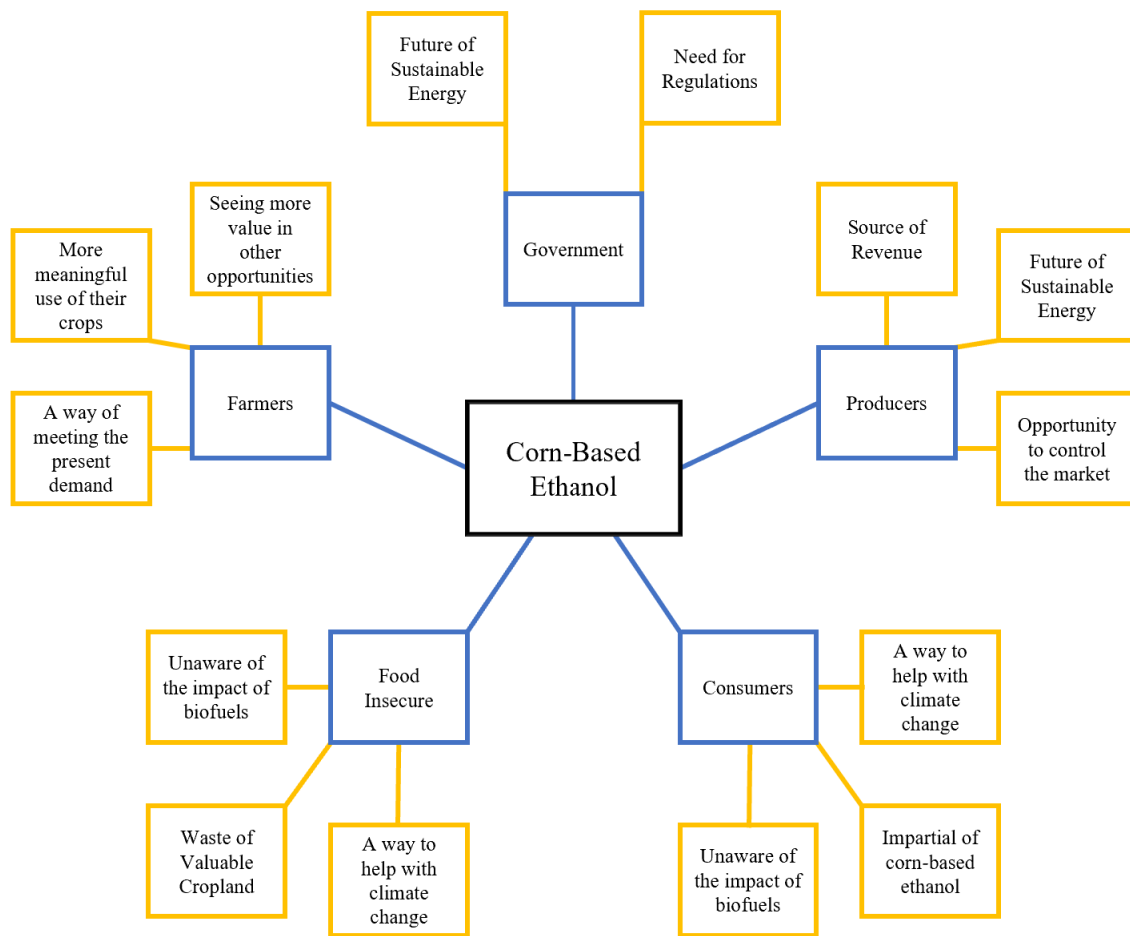 Future of
Sustainable
Energy
Need for
Regulations
Seeing more
value in
other
opportunities
More
meaningful
use of their
crops
Government
Source of
Revenue
Future of
Sustainable
Energy
Farmers
Producers
A way of
meeting the
present
demand
Corn-Based
Ethanol
Opportunity
to control
the market
Unaware of
the impact of
biofuels
Food
Insecure
Consumers
A way to
help with
climate
change
Waste of
Valuable
Cropland
A way to
help with
climate
change
Unaware of
the impact of
biofuels
Impartial of
corn-based
ethanol